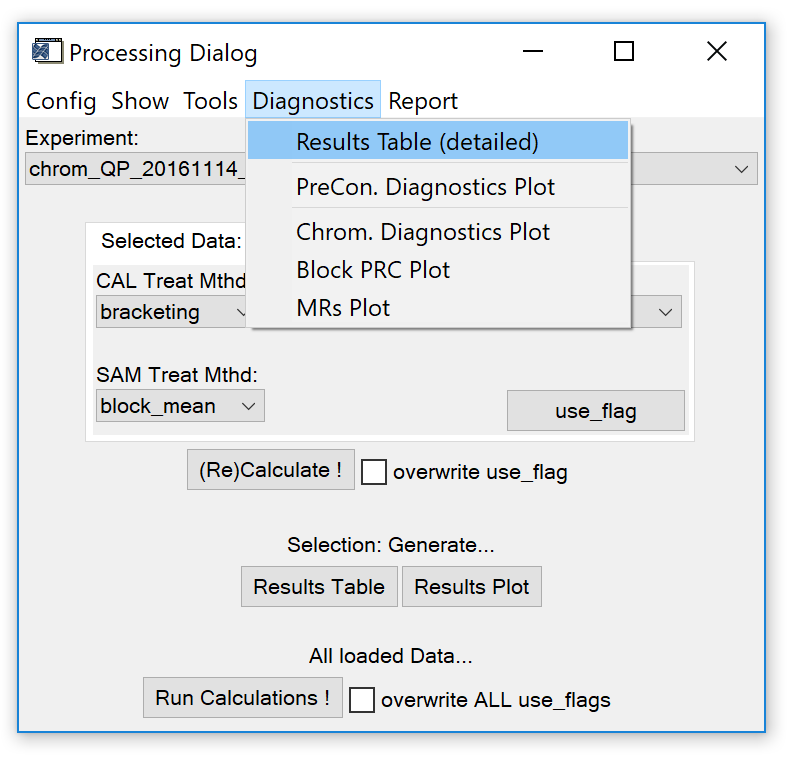 Processing Dialog
Config Show Tools Diagnostics Report
Experiment:
Results Table (detailed)
chrom_QP_20161114_
PreCon. Diagnostics Plot
Selected Data:
Chrom. Diagnostics Plot
CAL Treat Mthd
Block PRC Plot
bracketing
MRs Plot
SAM Treat Mthd:
block_mean
use_flag
(Re)Calculate !
overwrite use_flag
Selection: Generate...
Results Table
Results Plot
All loaded Data...
Run Calculations !
overwrite ALL use_flags